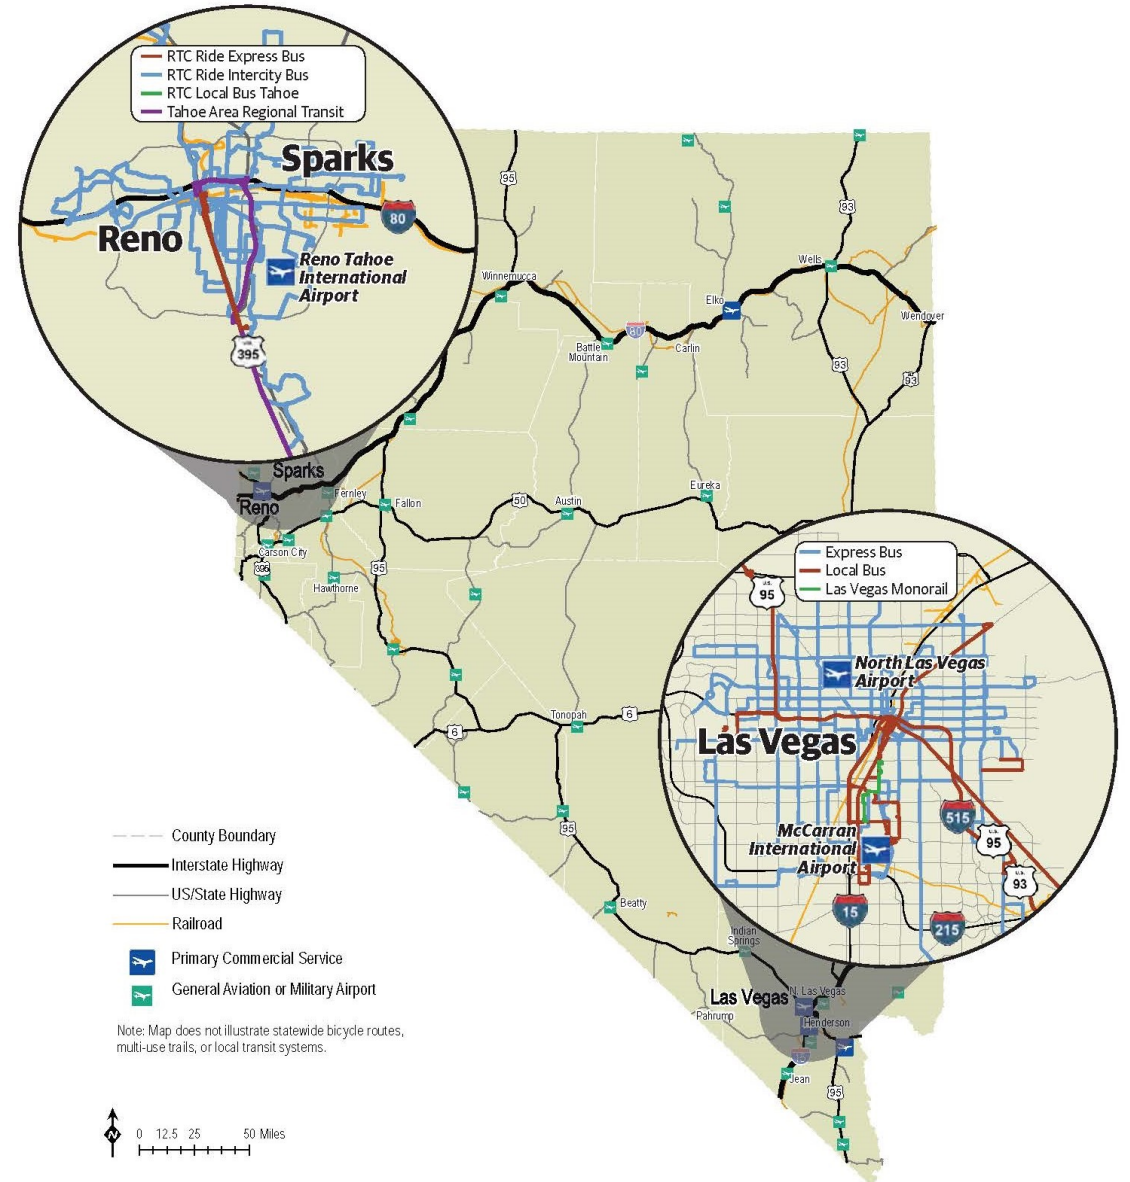 RTC Ride Express Bus
RTC Ride Intercity Bus
RTC Local Bus Tahoe
Tahoe Area Regional Transit
Sparks
Reno
80
Reno Tahoe
International
Airport
U.S.
395
95
93
Winnemucca
Wells
Elko
Wendover
80
Battle
Mountain
Carlin
93
93
Sparks
Reno
Fernley
Fallon
50
Austin
Eureka
Carson City
395
Hawthorne
95
Express Bus
Local Bus
Las Vegas Monorail
U.S.
95
North Las Vegas
Airport
Las Vegas
McCarran
International
Airport
515
U.S.
95
U.S.
93
15
215
Tonopah
6
6
95
Beatty
Indian
Springs
Las Vegas
N. Las Vegas
Pahrump
Henderson
15
Jean
95
County Boundary
Interstate Highway
US/State Highway
Railroad
Primary Commercial Service
General Aviation or Military Airport
Note: Map does not illustrate statewide bicycle routes,
multi-use trails, or local transit systems.
N
0 12.5 25 50 Miles